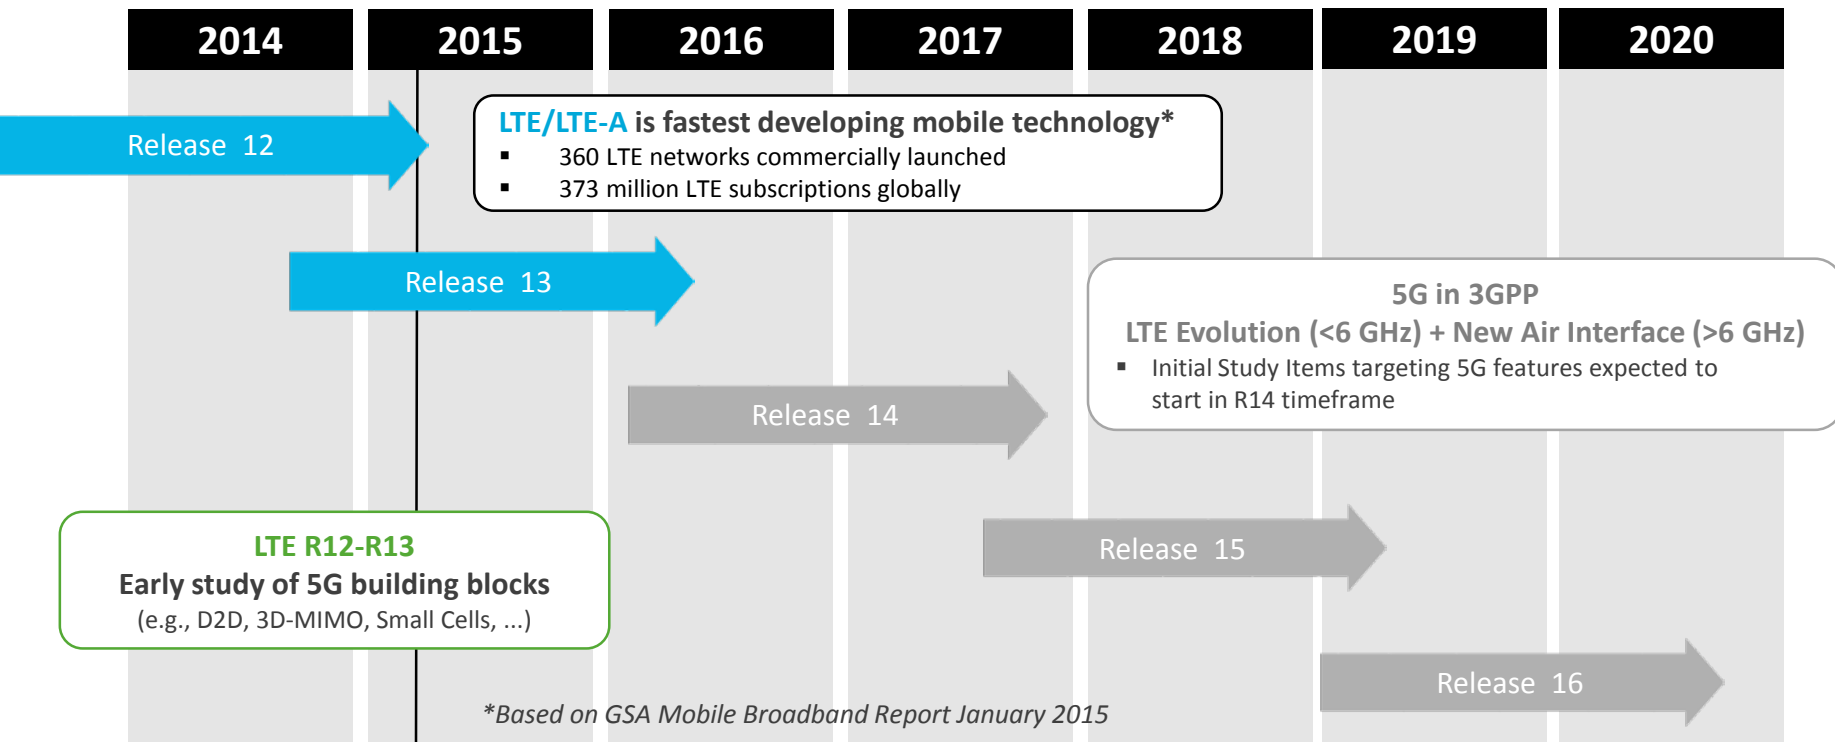 2014 2015 2016 2017 2018 2019 2020
Release 12
LTE/LTE-A is fastest developing mobile technology*
▪ 360 LTE networks commercially launched
▪ 373 million LTE subscriptions globally
Release 13
5G in 3GPP
LTE Evolution (<6 GHz) + New Air Interface (>6 GHz)
▪ Initial Study Items targeting 5G features expected to
start in R14 timeframe
Release 14
LTE R12-R13
Early study of 5G building blocks
(e.g., D2D, 3D-MIMO, Small Cells, ...)
Release 15
Release 16
*Based on GSA Mobile Broadband Report January 2015